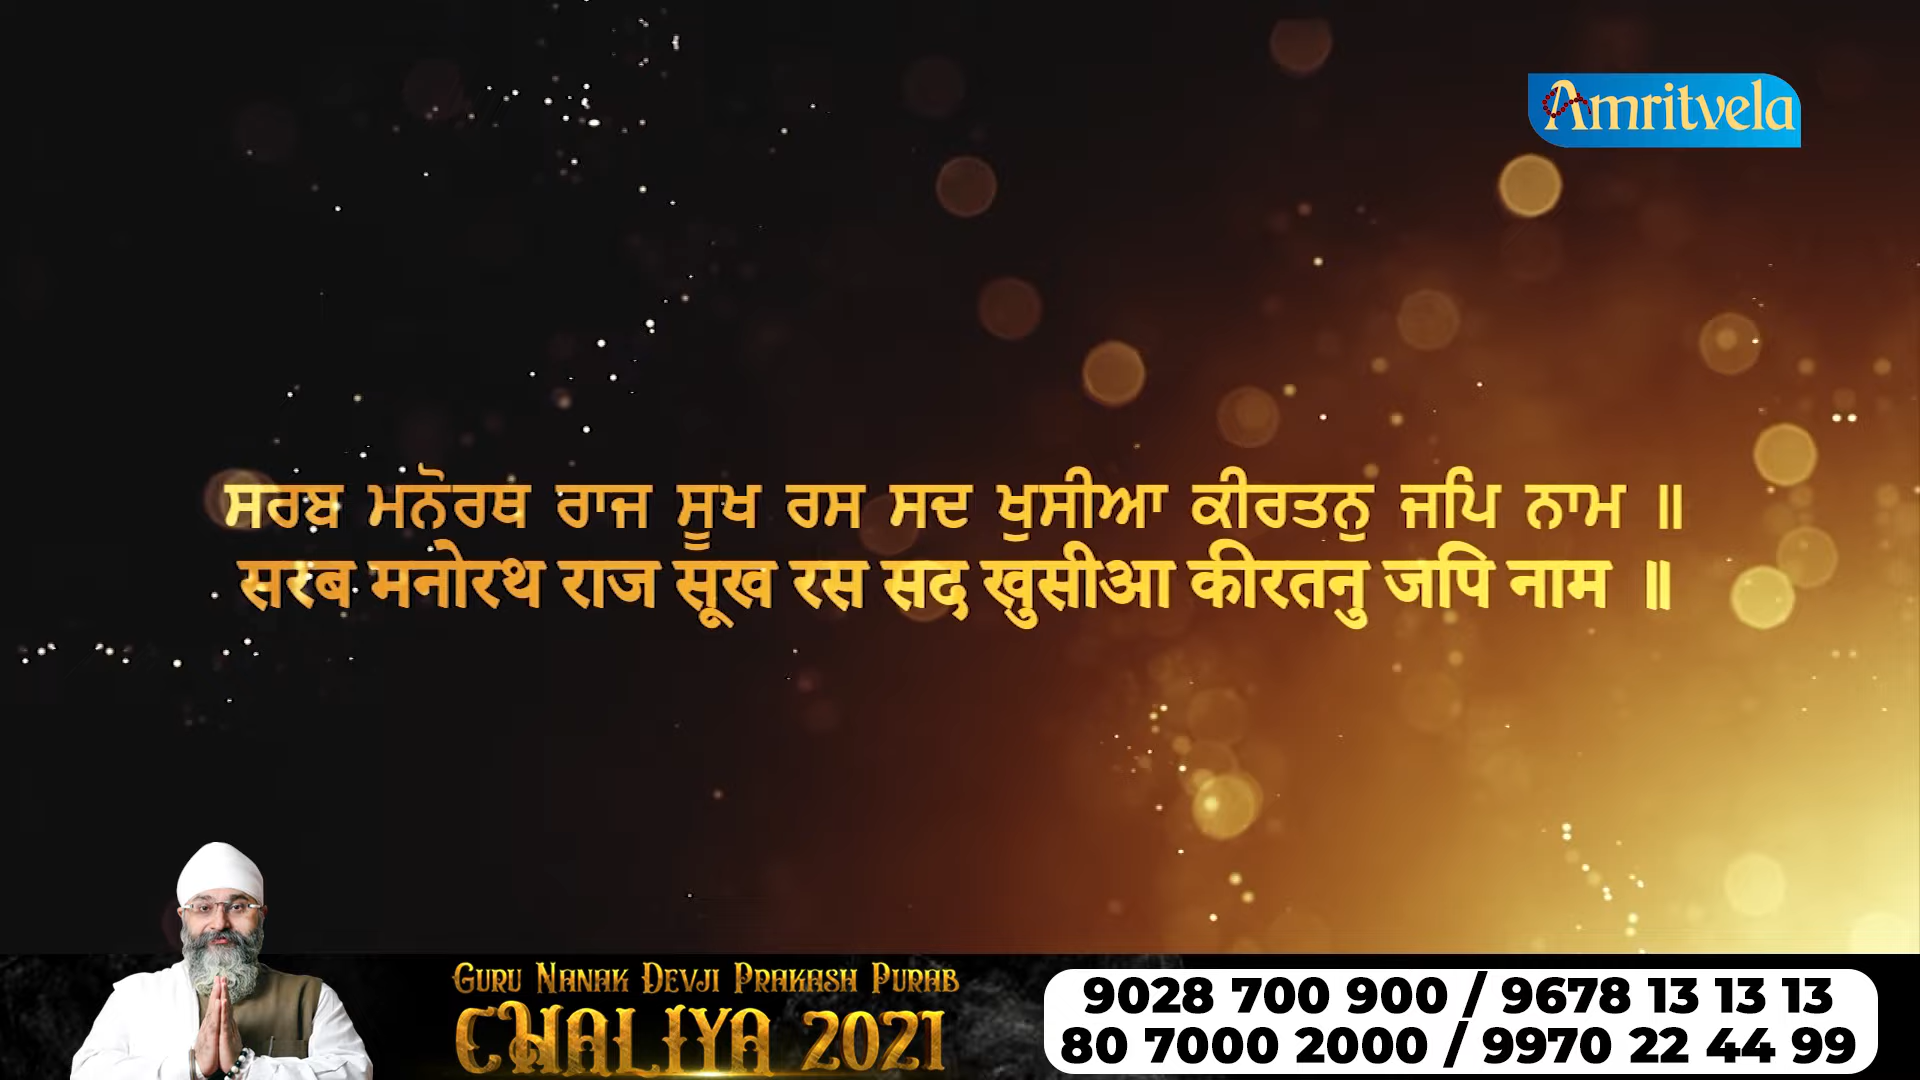 Amritvela
ਸਰਬ ਮਨੋਰਥ ਰਾਜ ਸੂਖ ਰਸ ਸਦ ਖੁਸੀਆ ਕੀਰਤਨੁ ਜਪਿ ਨਾਮ ॥
सरब मनोरथ राज सूख रस सद खुसीआ कीरतनु जपि नाम ॥
GURU NANAK DEVJI PRAKASH PURAB
CHALIYA 2021
9028 700 900 / 9678 13 13 13
80 7000 2000 / 9970 22 44 99